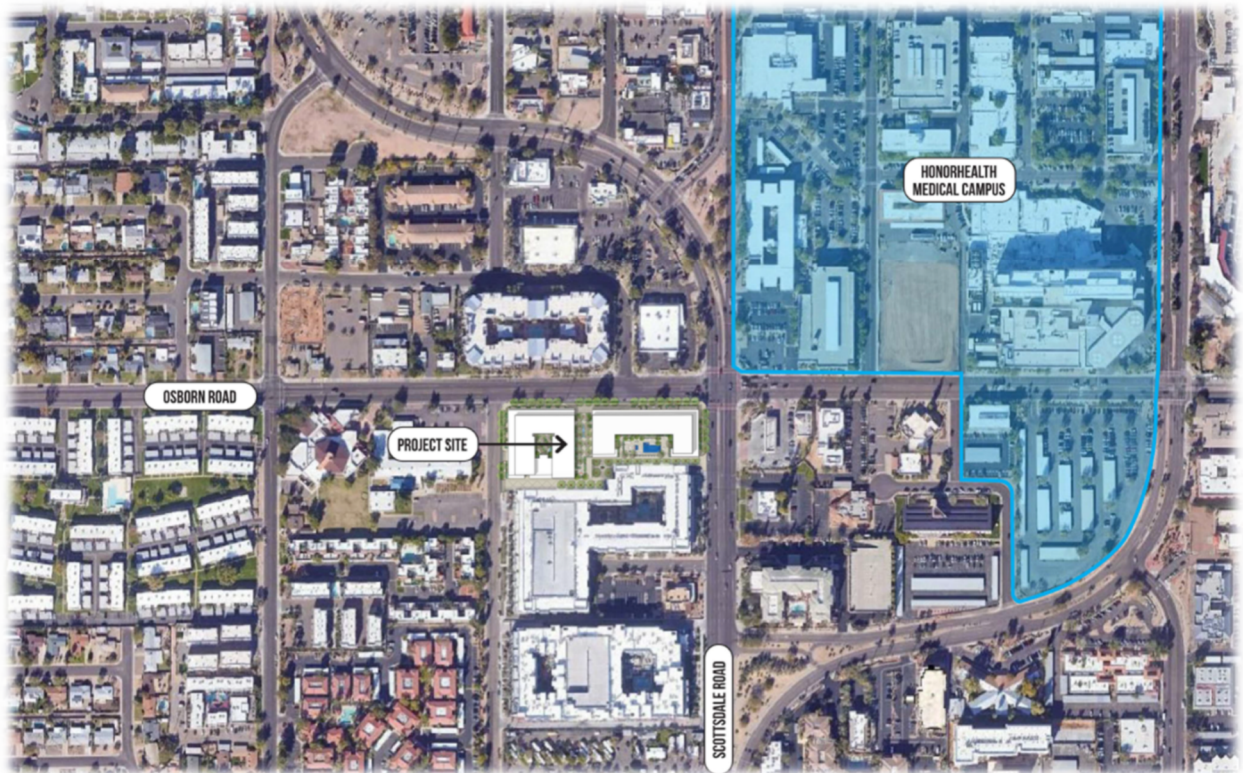 HONORHEALTH
MEDICAL CAMPUS
OSBORN ROAD
PROJECT SITE
SCOTTSDALE ROAD